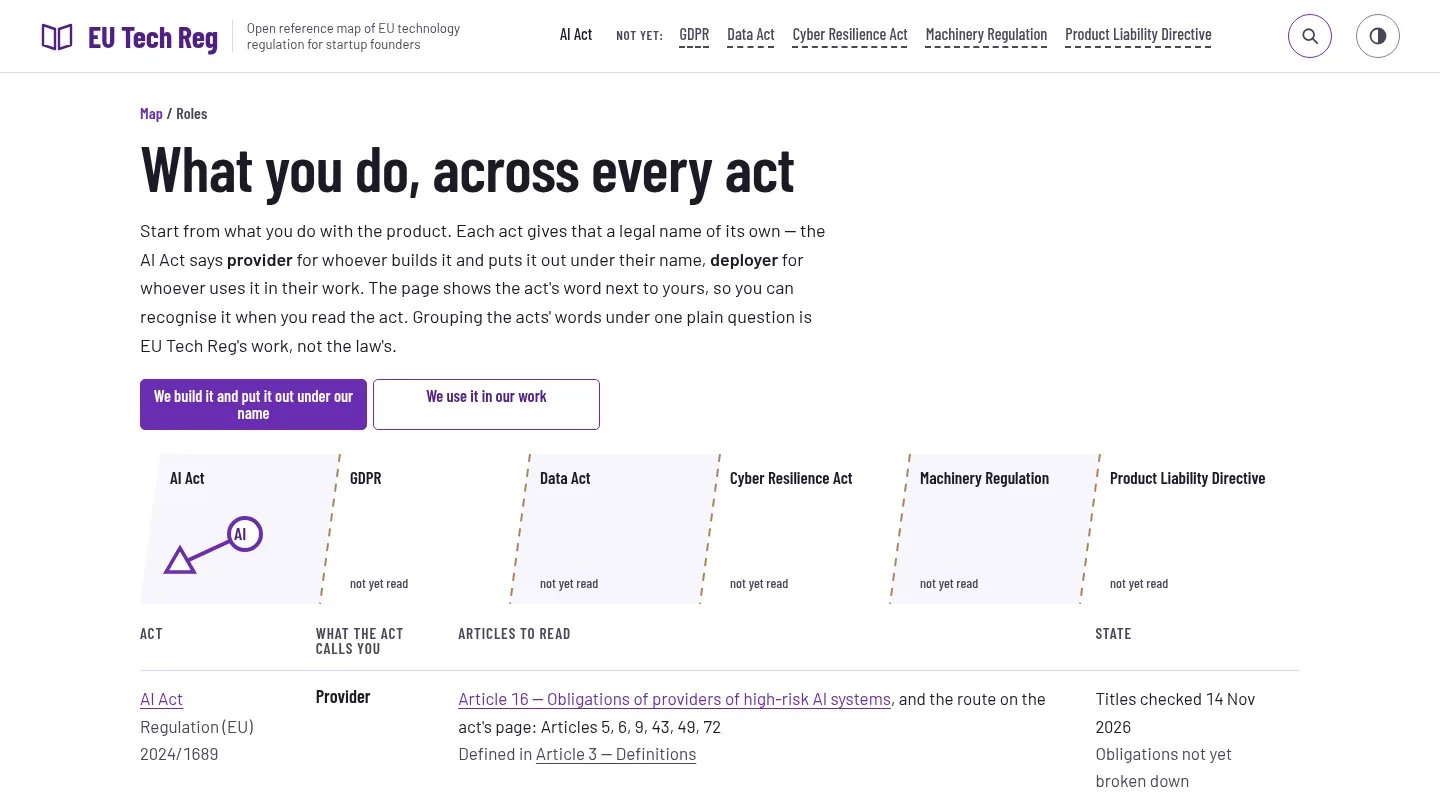 EU Tech Reg
Open reference map of EU technology
regulation for startup founders
AI Act
NOT YET:
GDPR
Data Act
Cyber Resilience Act
Machinery Regulation
Product Liability Directive
Map / Roles
What you do, across every act
Start from what you do with the product. Each act gives that a legal name of its own — the
AI Act says provider for whoever builds it and puts it out under their name, deployer for
whoever uses it in their work. The page shows the act's word next to yours, so you can
recognise it when you read the act. Grouping the acts' words under one plain question is
EU Tech Reg's work, not the law's.
We build it and put it out under our
name
We use it in our work
AI Act
GDPR
Data Act
Cyber Resilience Act
Machinery Regulation
Product Liability Directive
AI
not yet read
not yet read
not yet read
not yet read
not yet read
ACT
WHAT THE ACT
CALLS YOU
ARTICLES TO READ
STATE
AI Act
Regulation (EU)
2024/1689
Provider
Article 16 — Obligations of providers of high-risk AI systems, and the route on the
act's page: Articles 5, 6, 9, 43, 49, 72
Defined in Article 3 — Definitions
Titles checked 14 Nov
2026
Obligations not yet
broken down